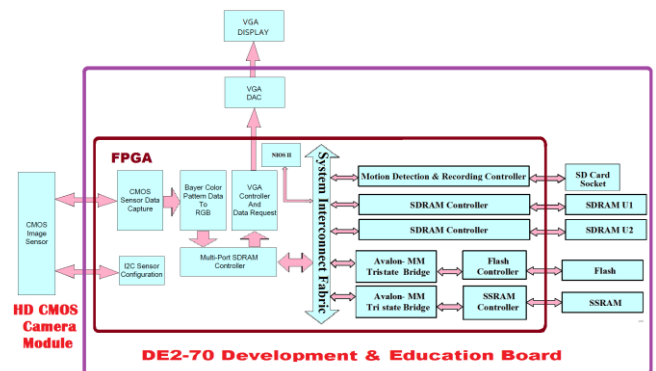 VGA
DISPLAY
VGA
DAC
FPGA
NIOS II
System Interconnect Fabric
CMOS
Image
Sensor
CMOS
Sensor Data
Capture
Bayer Color
Pattern Data
To
RGB
VGA
Controller
And
Data Request
Motion Detection & Recording Controller
SD Card
Socket
SDRAM Controller
SDRAM U1
SDRAM Controller
SDRAM U2
I2C Sensor
Configuration
Multi-Port SDRAM
Controller
Avalon- MM
Tristate Bridge
Flash
Controller
Flash
Avalon- MM
Tri state Bridge
SSRAM
Controller
SSRAM
HD CMOS
Camera
Module
DE2-70 Development & Education Board